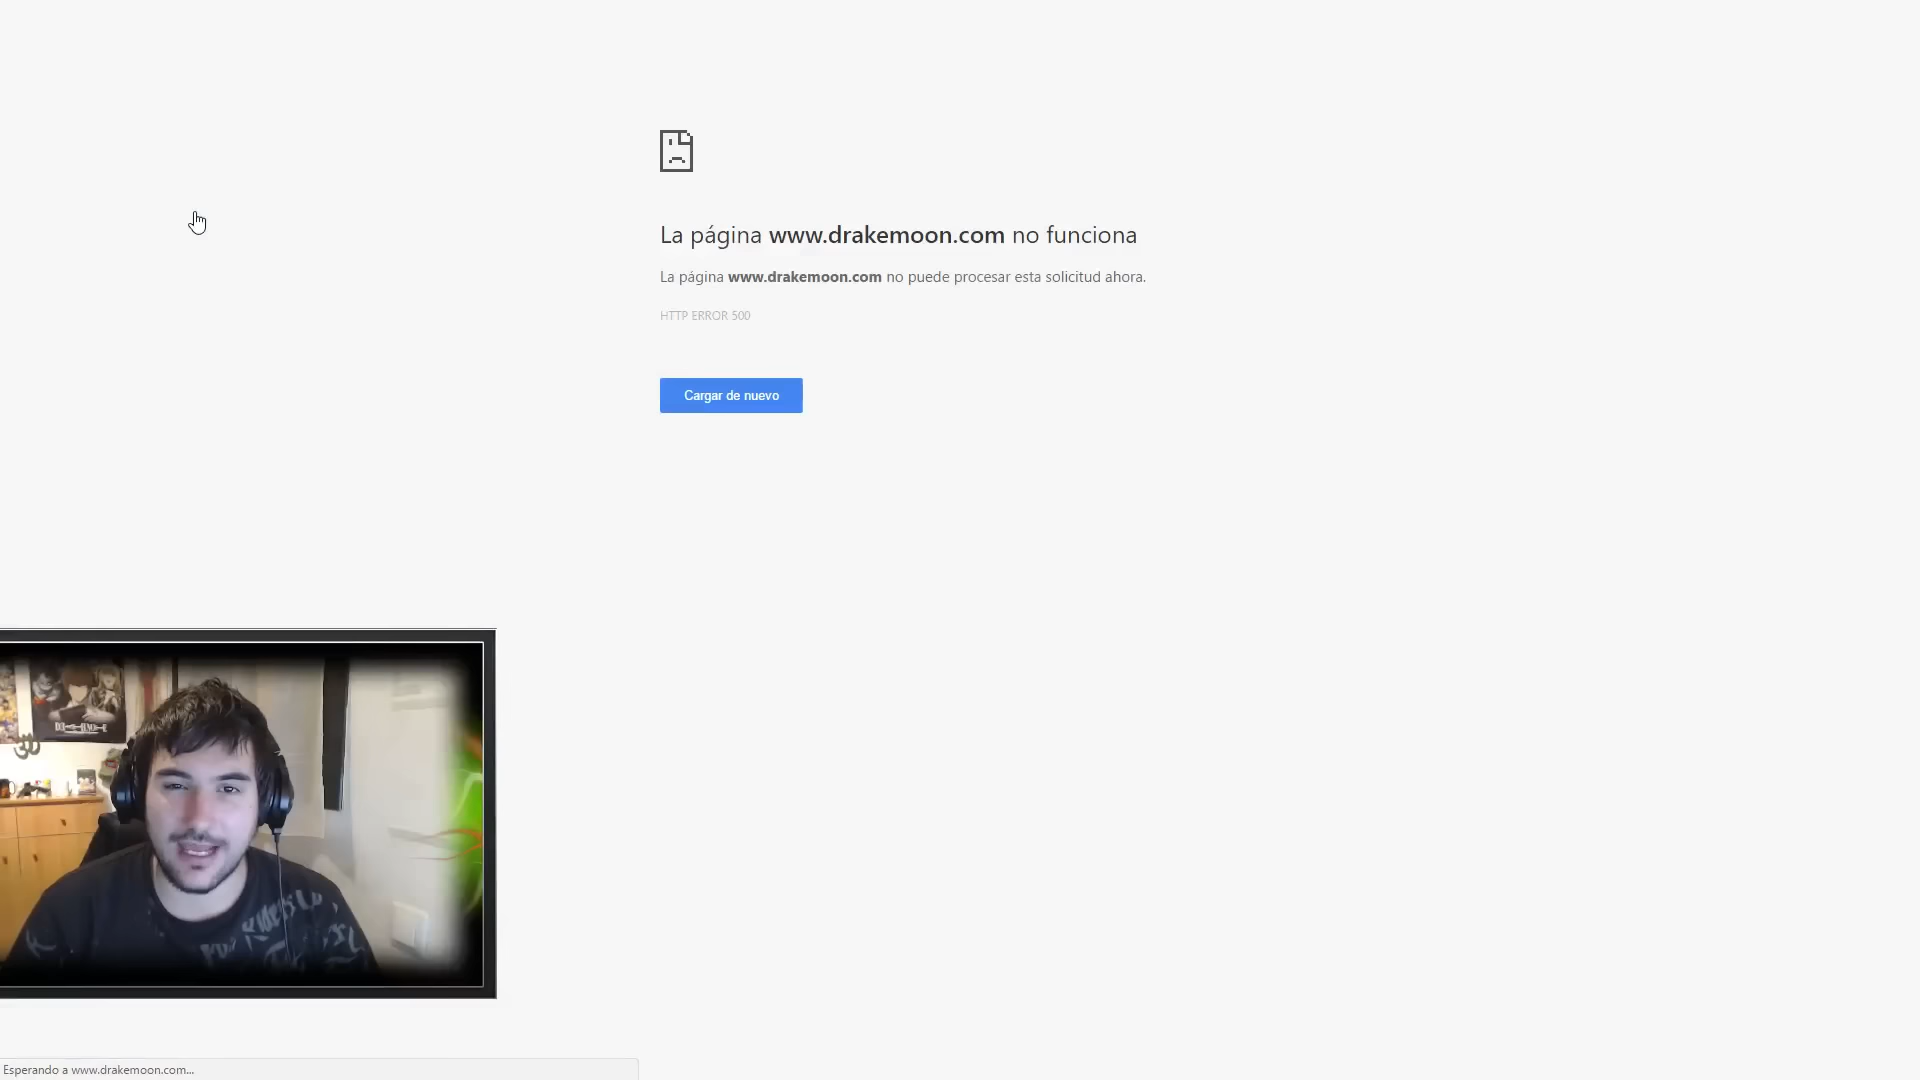 La página www.drakemoon.com no funciona
La página www.drakemoon.com no puede procesar esta solicitud ahora.
HTTP ERROR 500
Cargar de nuevo
Esperando a www.drakemoon.com...